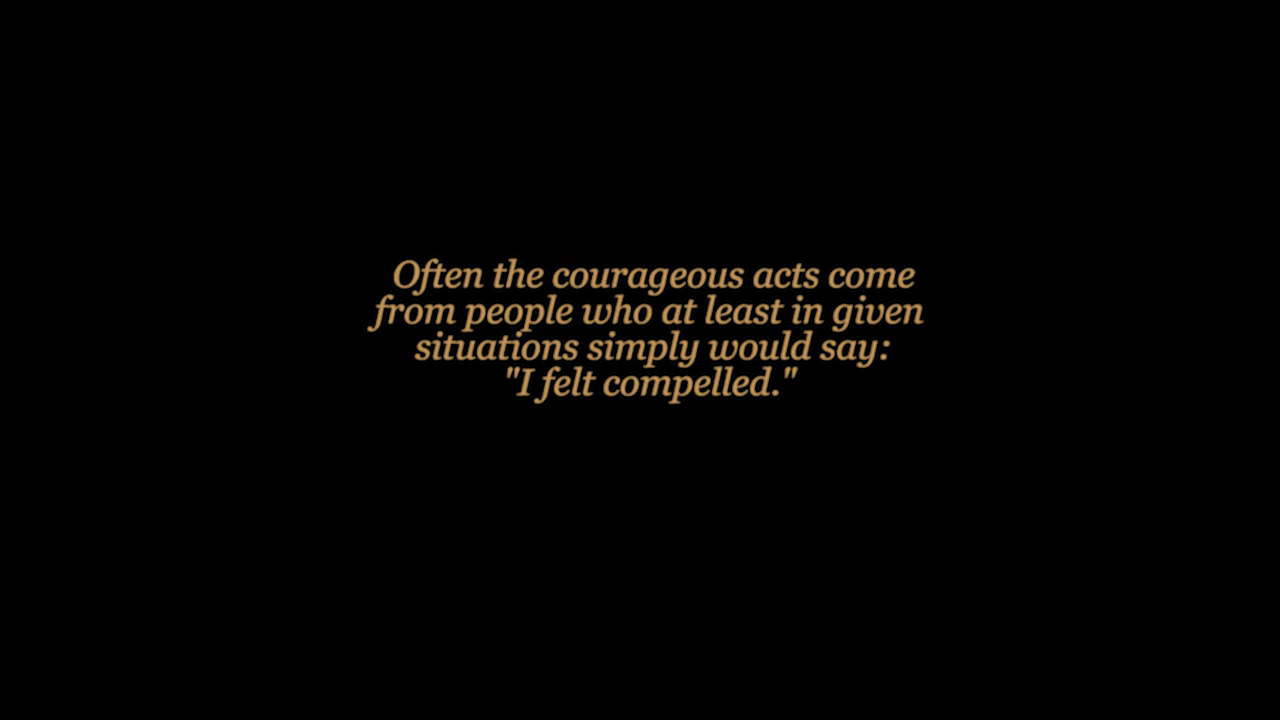 Often the courageous acts come
from people who at least in given
situations simply would say:
"I felt compelled."